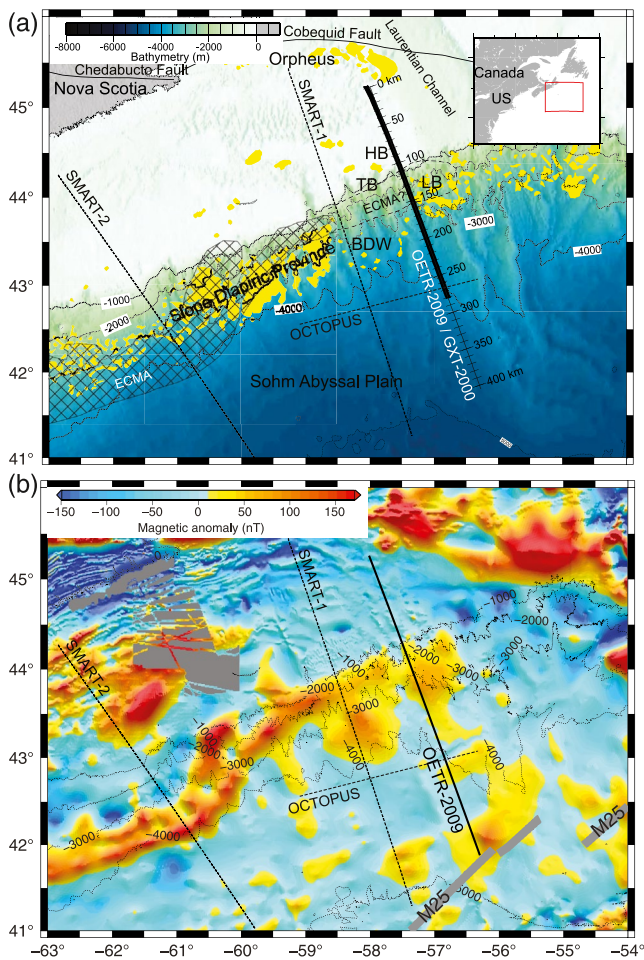 (a)
-8000 -6000 -4000 -2000 0
Bathymetry (m)
Cobequid Fault
Chedabucto Fault
Nova Scotia
Orpheus
Laurentian Channel
Canada
US
SMART-1
SMART-2
0 km
50
100
150
200
250
300
350
400 km
HB
TB
LB
ECMA?
BDW
Slope Diapiric Province
-1000
-2000
-3000
-4000
-4000
OCTOPUS
OETR-2009 / GXT-2000
ECMA
Sohm Abyssal Plain
45°
44°
43°
42°
41°
(b)
−150 −100 −50 0 50 100 150
Magnetic anomaly (nT)
SMART-1
SMART-2
0
−1000
−2000
−3000
−1000
−2000
−3000
−4000
−2000
−3000
−1000
−2000
−3000
−4000
−3000
−4000
OCTOPUS
OETR-2009
M25
M25
45°
44°
43°
42°
41°
−63° −62° −61° −60° −59° −58° −57° −56° −55° −54°